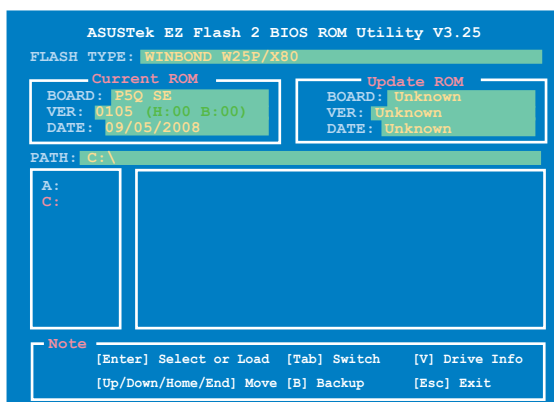 ASUSTek EZ Flash 2 BIOS ROM Utility V3.25
FLASH TYPE: WINBOND W25P/X80
Current ROM
BOARD: P5Q SE
VER: 0105 (H:00 B:00)
DATE: 09/05/2008
Update ROM
BOARD: Unknown
VER: Unknown
DATE: Unknown
PATH: C:\
A:
C:
Note
[Enter] Select or Load [Tab] Switch [V] Drive Info
[Up/Down/Home/End] Move [B] Backup [Esc] Exit